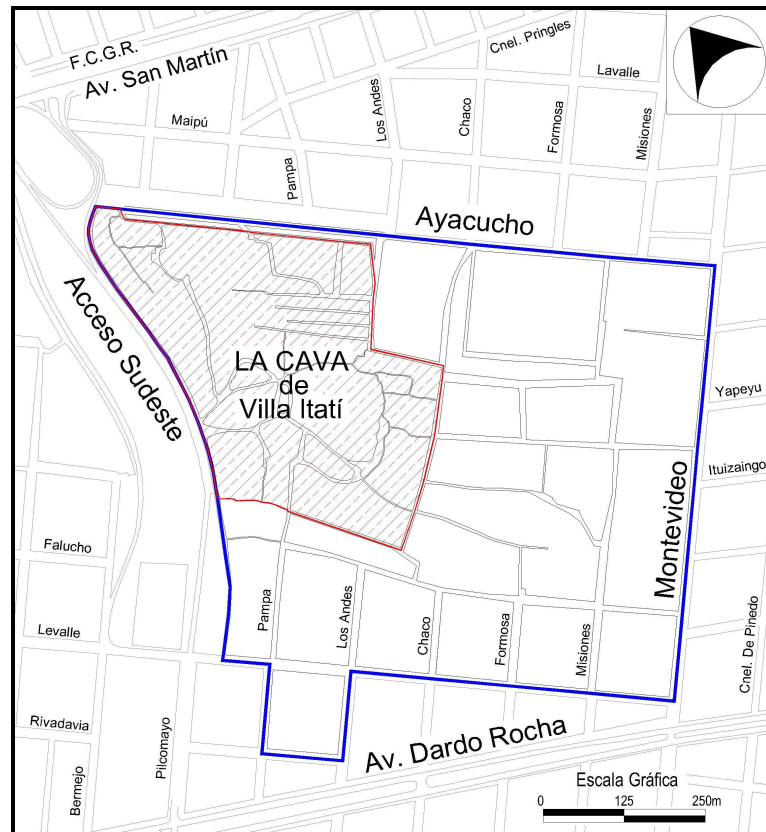 F.C.G.R.
Av. San Martín
Cnel. Pringles
Lavalle
Maipú
Los Andes
Chaco
Formosa
Misiones
Pampa
Ayacucho
Acceso Sudeste
LA CAVA
de
Villa Itatí
Yapeyu
Ituizaingo
Montevideo
Falucho
Levalle
Pampa
Los Andes
Chaco
Formosa
Misiones
Cnel. De Pinedo
Rivadavia
Bermejo
Pilcomayo
Av. Dardo Rocha
Escala Gráfica
0 125 250m